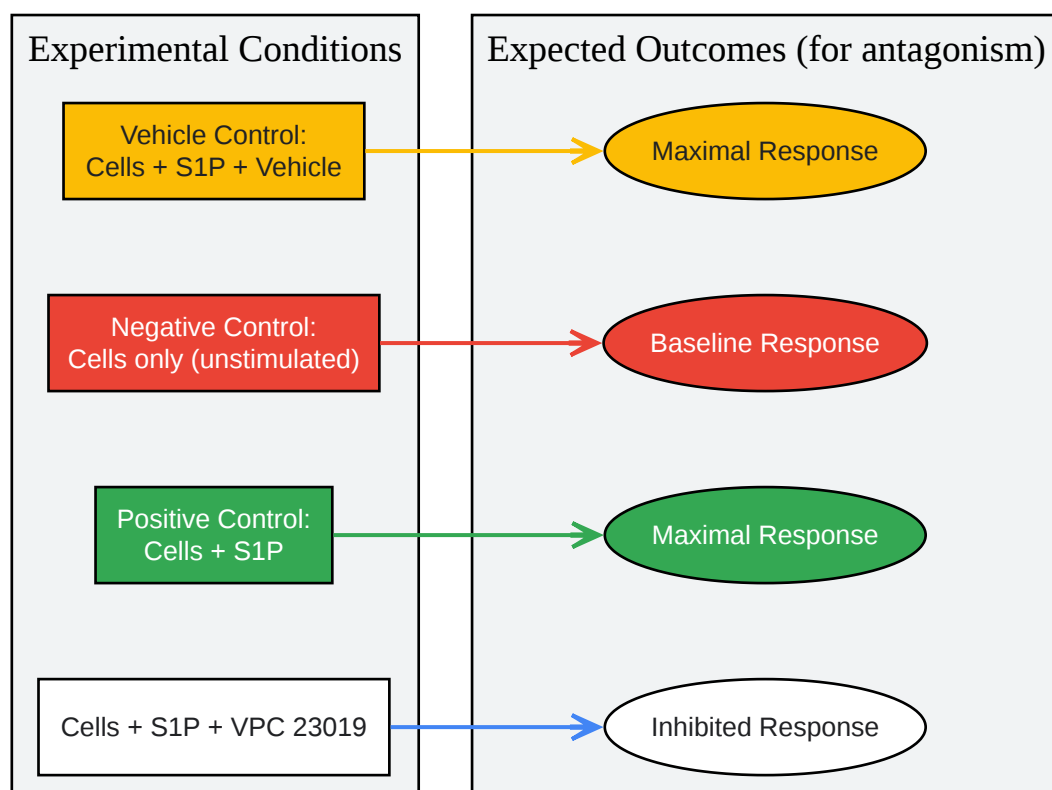 Experimental Conditions
Expected Outcomes (for antagonism)
Vehicle Control:
Cells + S1P + Vehicle
Maximal Response
Negative Control:
Cells only (unstimulated)
Baseline Response
Positive Control:
Cells + S1P
Maximal Response
Cells + S1P + VPC 23019
Inhibited Response